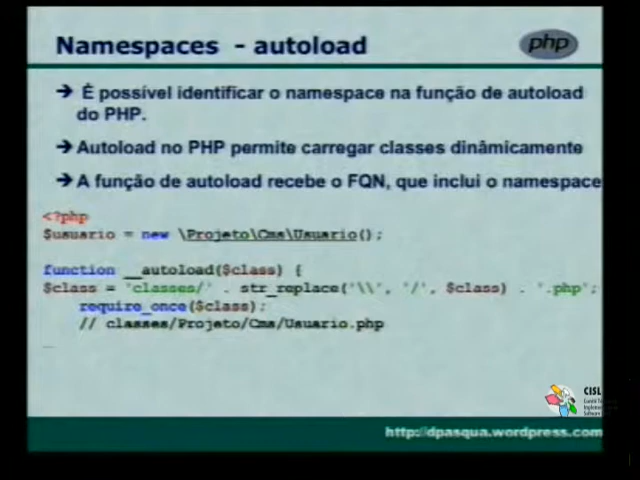 Namespaces - autoload
php
➔ É possível identificar o namespace na função de autoload
do PHP.
➔ Autoload no PHP permite carregar classes dinâmicamente
➔ A função de autoload recebe o FQN, que inclui o namespace
<?php
$usuario = new \Projeto\Cms\Usuario();
function __autoload($class) {
$class = 'classes/' . str_replace('\\', '/', $class) . '.php';
require_once($class);
// classes/Projeto/Cms/Usuario.php
CISL
http://dpasqua.wordpress.com